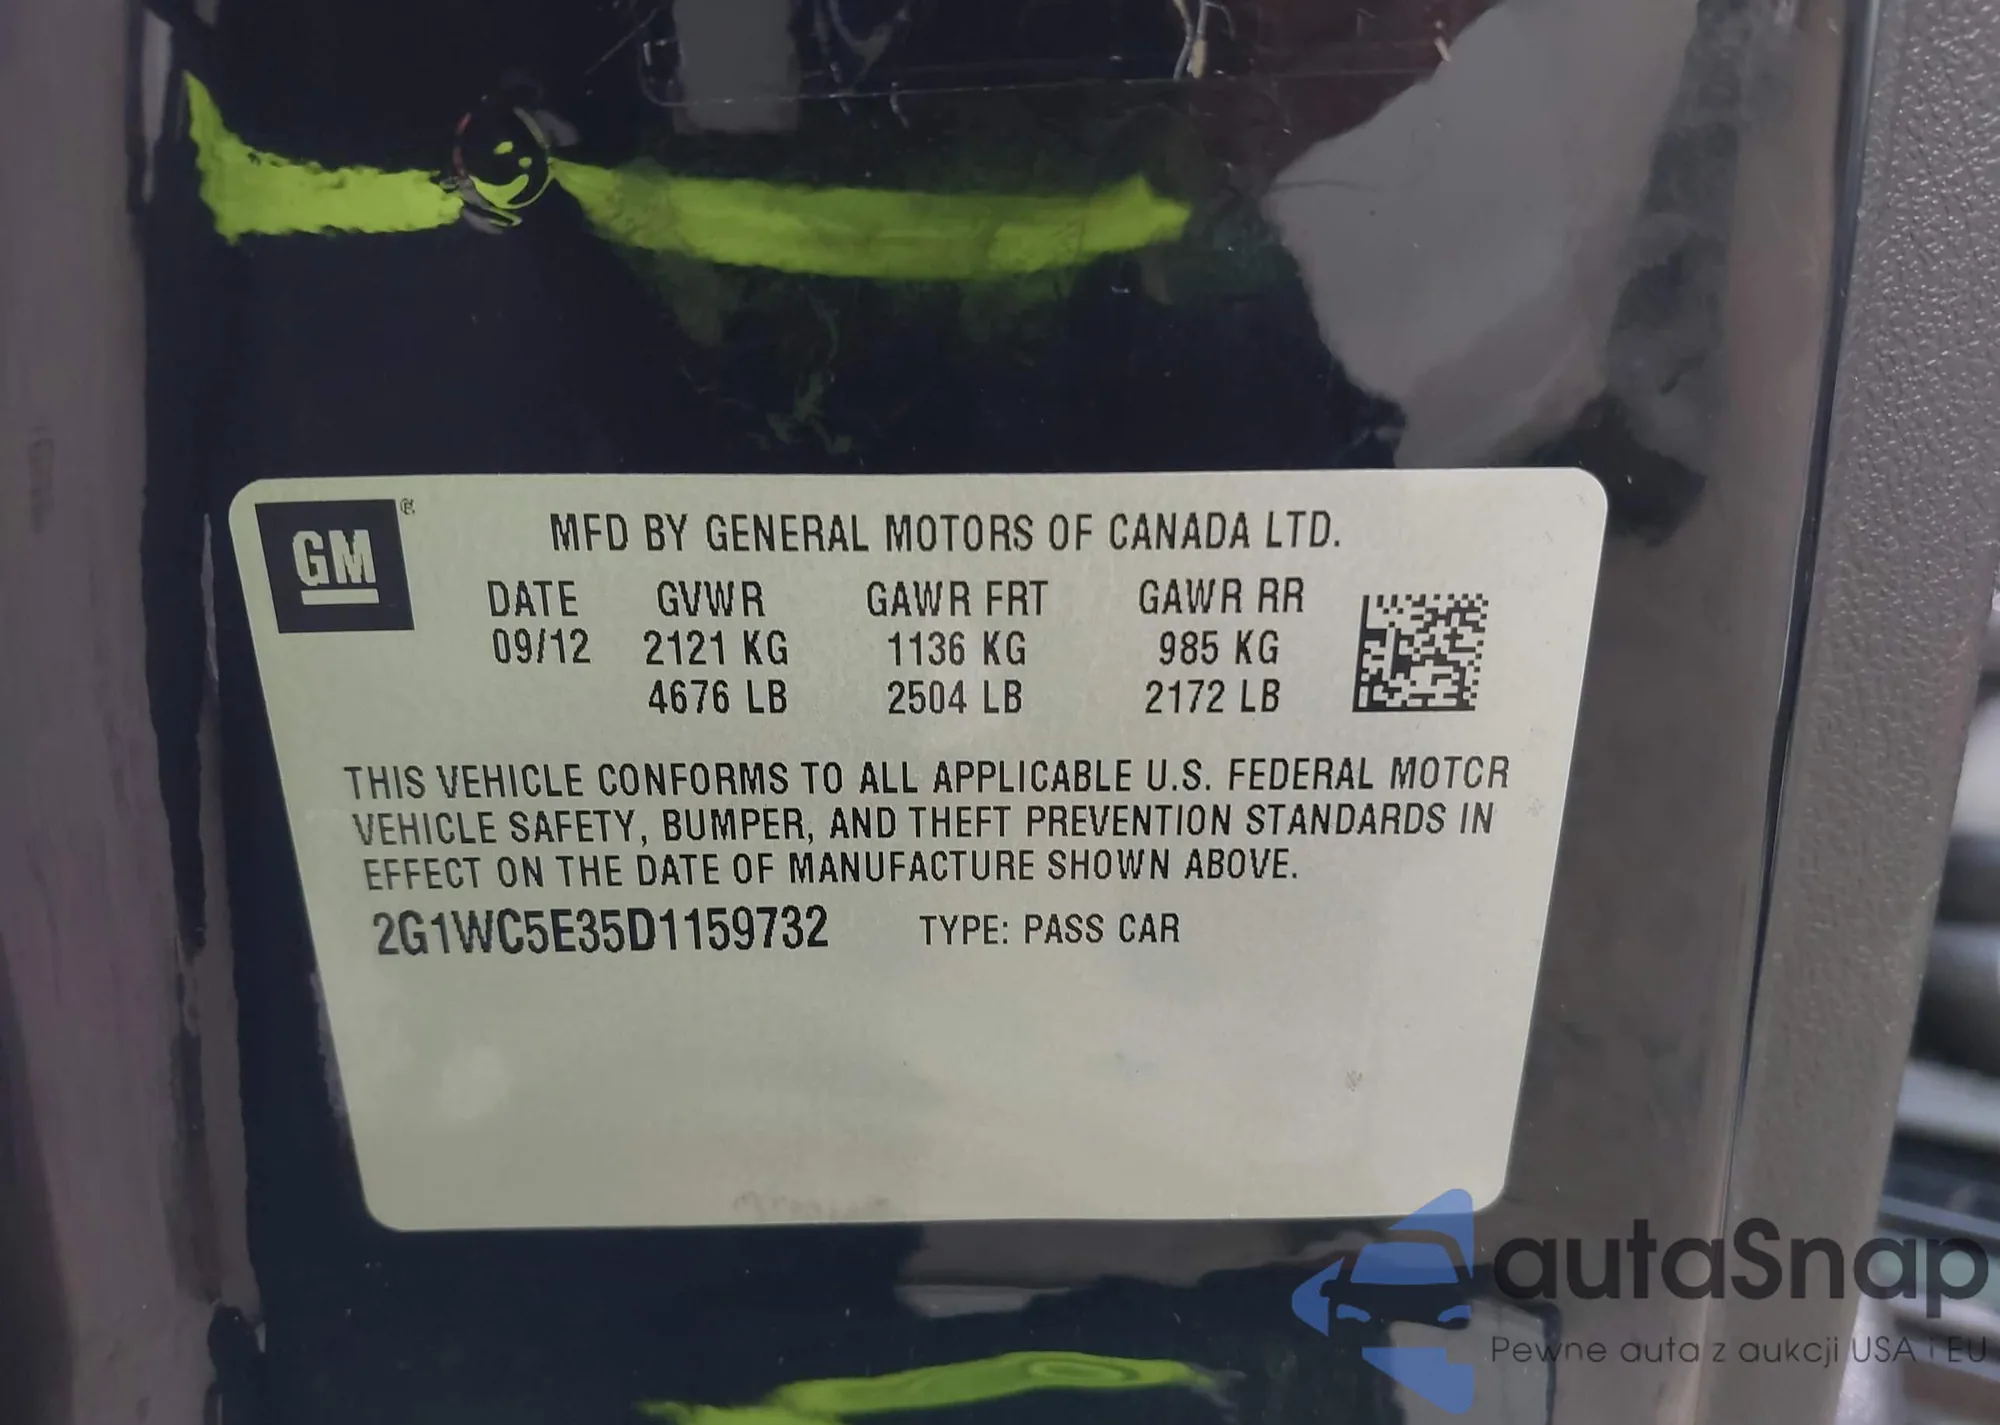 GM ®
MFD BY GENERAL MOTORS OF CANADA LTD.
DATE GVWR GAWR FRT GAWR RR
09/12 2121 KG 1136 KG 985 KG
4676 LB 2504 LB 2172 LB
THIS VEHICLE CONFORMS TO ALL APPLICABLE U.S. FEDERAL MOTOR
VEHICLE SAFETY, BUMPER, AND THEFT PREVENTION STANDARDS IN
EFFECT ON THE DATE OF MANUFACTURE SHOWN ABOVE.
2G1WC5E35D1159732 TYPE: PASS CAR
autaSnap
Pewne auta z aukcji USA i EU